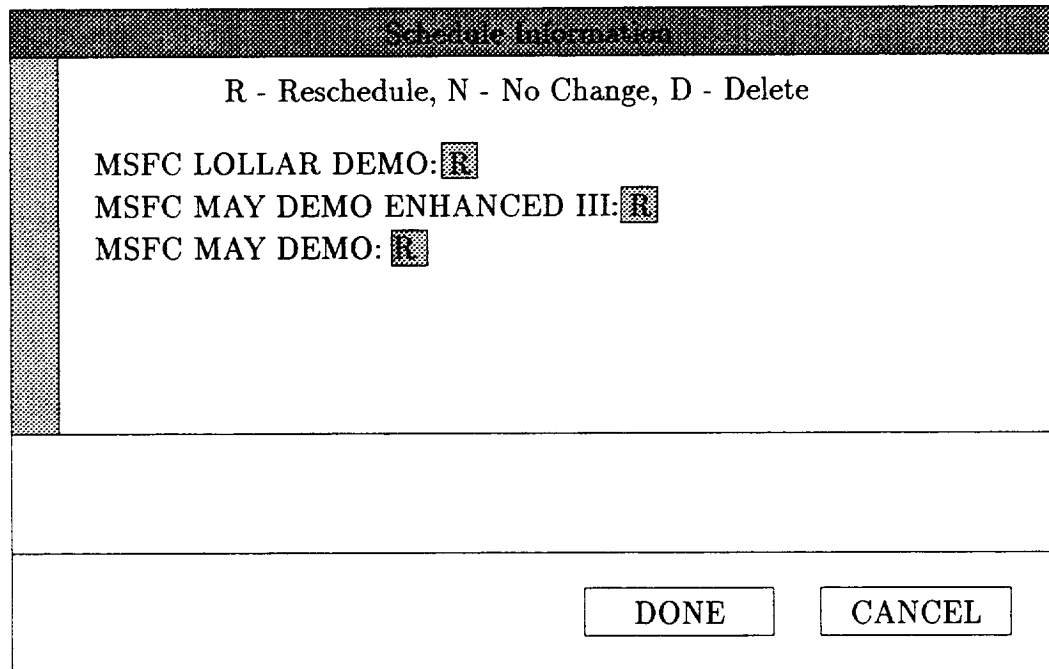 Schedule Information
R - Reschedule, N - No Change, D - Delete
MSFC LOLLAR DEMO: R
MSFC MAY DEMO ENHANCED III: R
MSFC MAY DEMO: R
DONE CANCEL